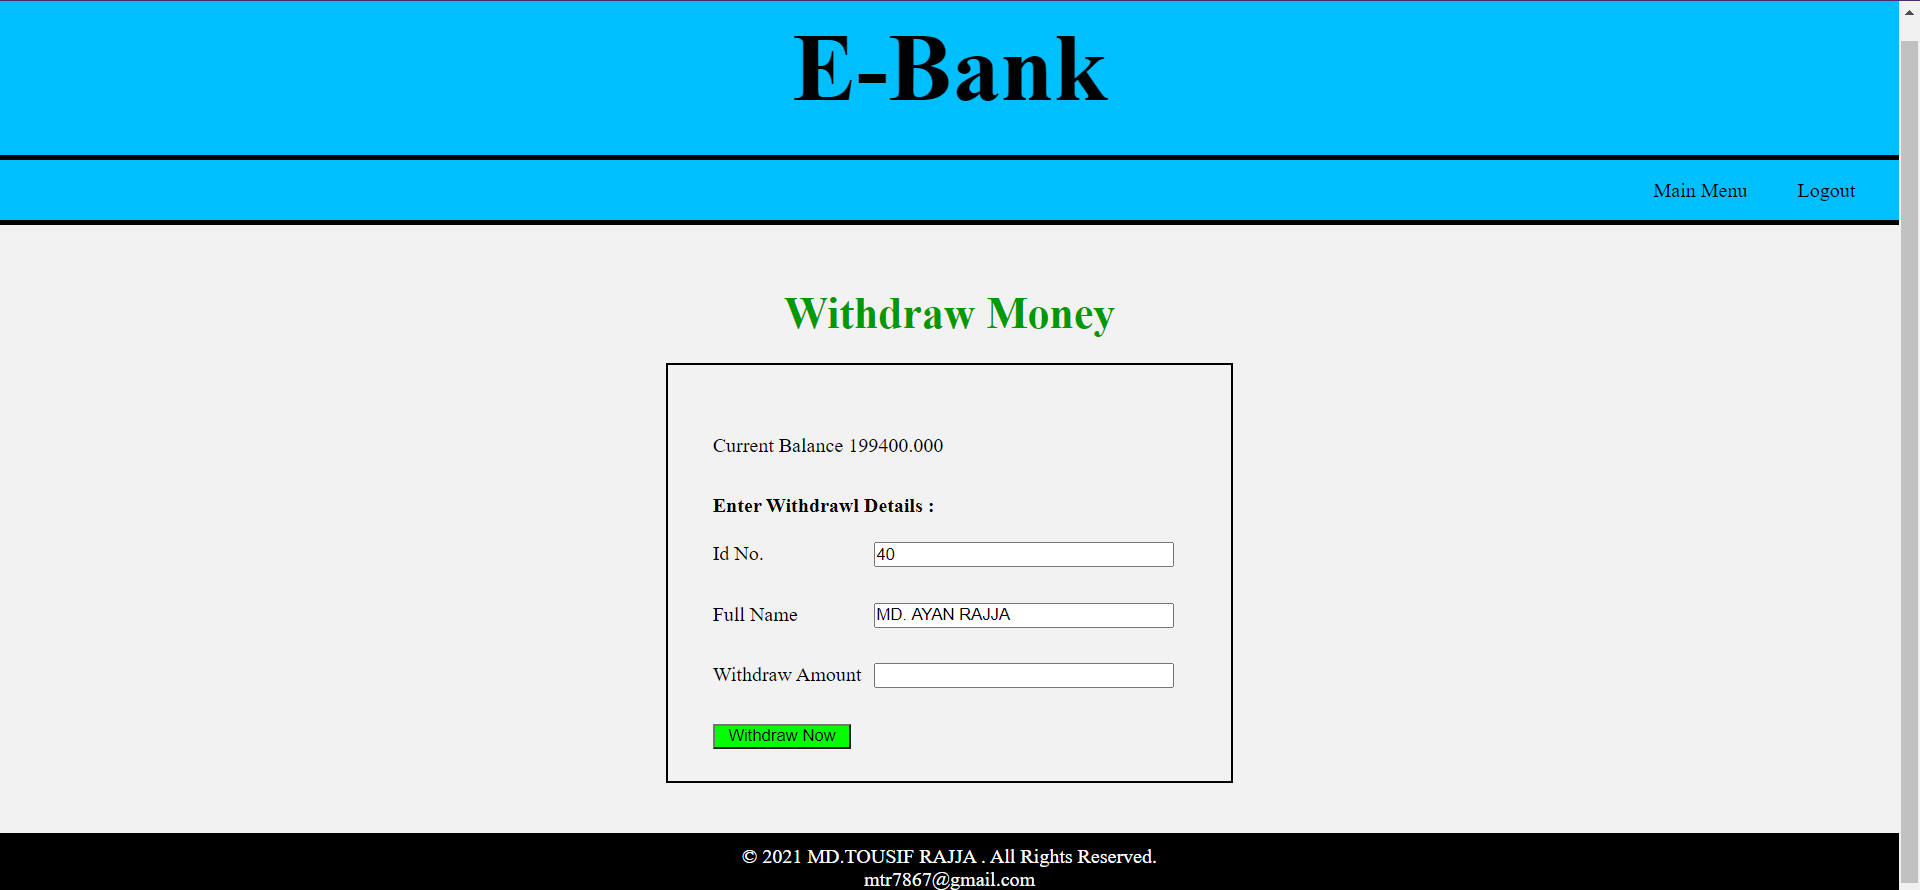 E-Bank
Main Menu Logout
Withdraw Money
Current Balance 199400.000
Enter Withdrawl Details :
Id No. 40
Full Name MD. AYAN RAJJA
Withdraw Amount
Withdraw Now
© 2021 MD.TOUSIF RAJJA . All Rights Reserved.
mtr7867@gmail.com